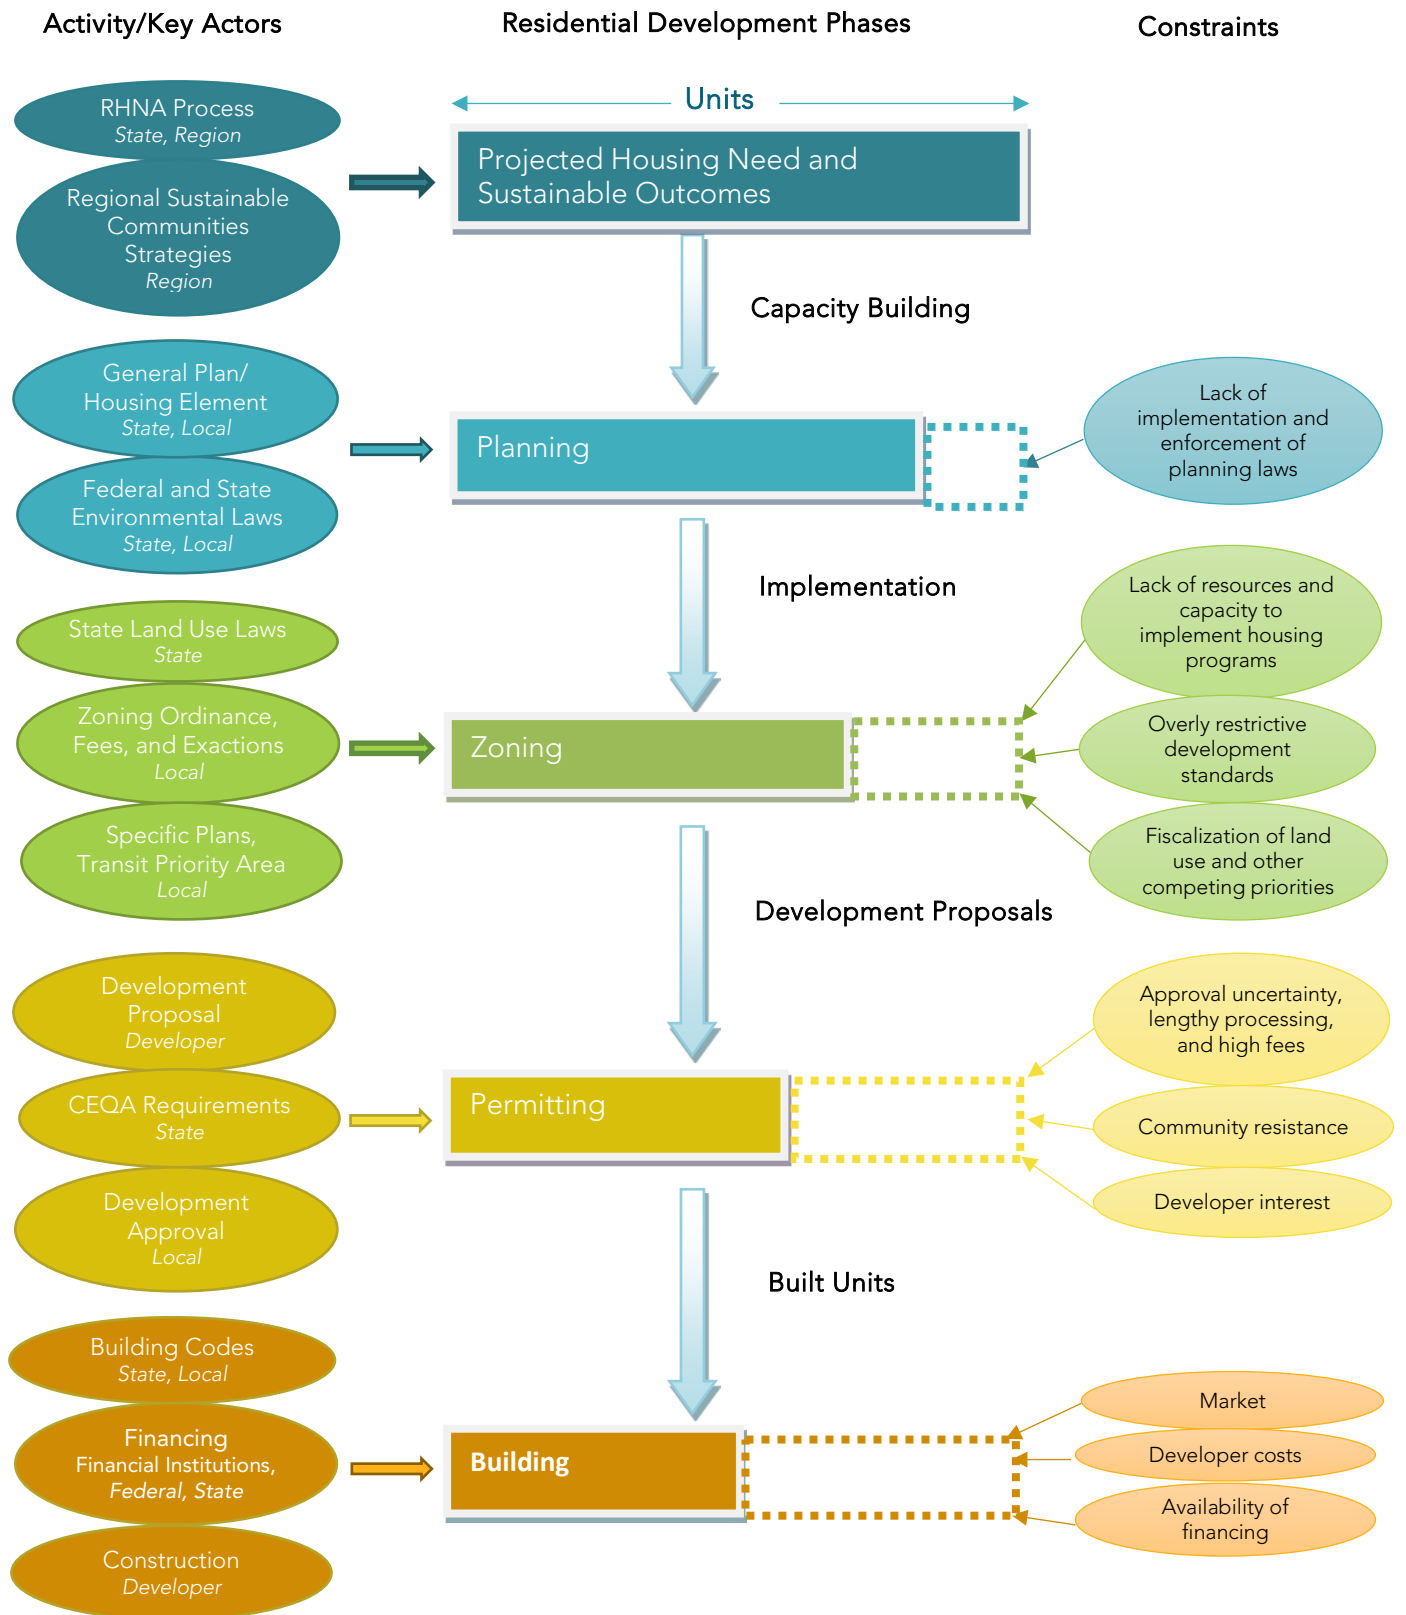 Activity/Key Actors
Residential Development Phases
Constraints
Units
RHNA Process
State, Region
Regional Sustainable
Communities
Strategies
Region
Projected Housing Need and
Sustainable Outcomes
Capacity Building
General Plan/
Housing Element
State, Local
Federal and State
Environmental Laws
State, Local
Planning
Lack of
implementation and
enforcement of
planning laws
Implementation
State Land Use Laws
State
Zoning Ordinance,
Fees, and Exactions
Local
Specific Plans,
Transit Priority Area
Local
Zoning
Lack of resources and
capacity to
implement housing
programs
Overly restrictive
development
standards
Fiscalization of land
use and other
competing priorities
Development Proposals
Development
Proposal
Developer
CEQA Requirements
State
Development
Approval
Local
Permitting
Approval uncertainty,
lengthy processing,
and high fees
Community resistance
Developer interest
Built Units
Building Codes
State, Local
Financing
Financial Institutions,
Federal, State
Construction
Developer
Building
Market
Developer costs
Availability of
financing